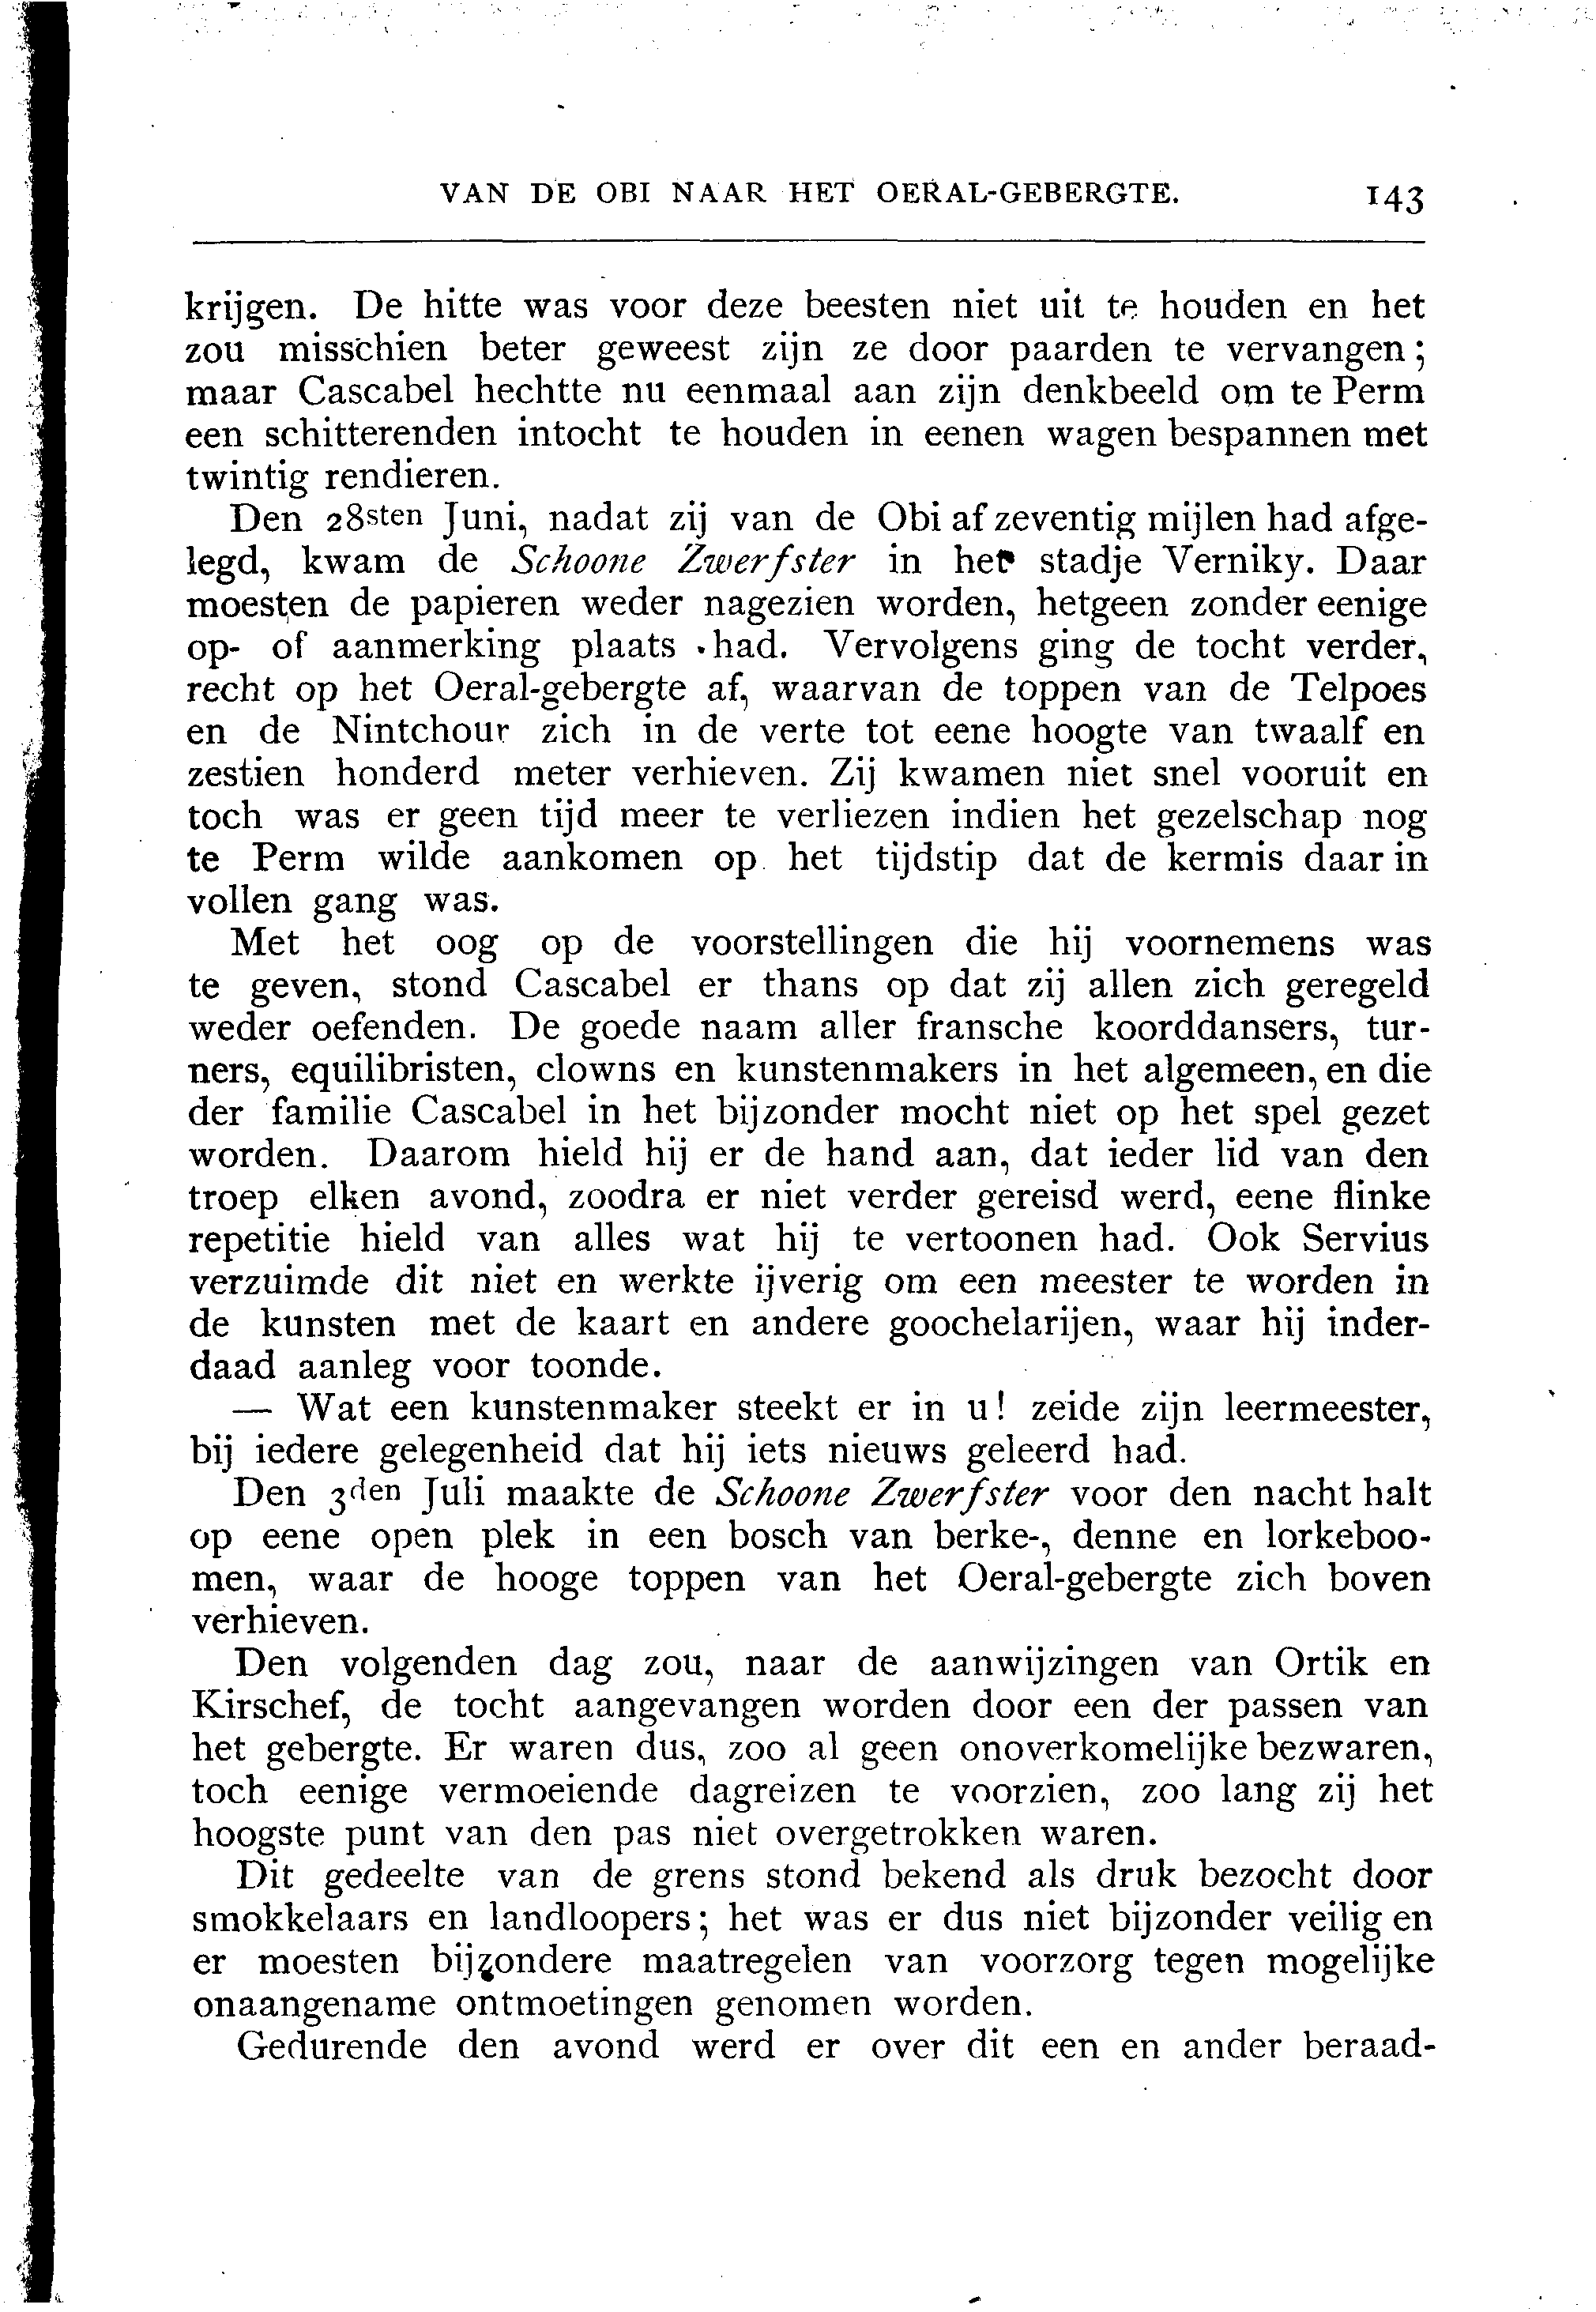 VAN DE OBI NAAR HET OERAL-GEBERGTE. 143
krijgen. De hitte was voor deze beesten niet uit te houden en het
zou misschien beter geweest zijn ze door paarden te vervangen;
maar Cascabel hechtte nu eenmaal aan zijn denkbeeld om te Perm
een schitterenden intocht te houden in eenen wagen bespannen met
twintig rendieren.
Den 28sten Juni, nadat zij van de Obi af zeventig mijlen had afge-
legd, kwam de Schoone Zwerfster in het stadje Verniky. Daar
moesten de papieren weder nagezien worden, hetgeen zonder eenige
op- of aanmerking plaats had. Vervolgens ging de tocht verder,
recht op het Oeral-gebergte af, waarvan de toppen van de Telpoes
en de Nintchour zich in de verte tot eene hoogte van twaalf en
zestien honderd meter verhieven. Zij kwamen niet snel vooruit en
toch was er geen tijd meer te verliezen indien het gezelschap nog
te Perm wilde aankomen op het tijdstip dat de kermis daar in
vollen gang was.
Met het oog op de voorstellingen die hij voornemens was
te geven, stond Cascabel er thans op dat zij allen zich geregeld
weder oefenden. De goede naam aller fransche koorddansers, tur-
ners, equilibristen, clowns en kunstenmakers in het algemeen, en die
der familie Cascabel in het bijzonder mocht niet op het spel gezet
worden. Daarom hield hij er de hand aan, dat ieder lid van den
troep elken avond, zoodra er niet verder gereisd werd, eene flinke
repetitie hield van alles wat hij te vertoonen had. Ook Servius
verzuimde dit niet en werkte ijverig om een meester te worden in
de kunsten met de kaart en andere goochelarijen, waar hij inder-
daad aanleg voor toonde.
— Wat een kunstenmaker steekt er in u! zeide zijn leermeester,
bij iedere gelegenheid dat hij iets nieuws geleerd had.
Den 3den Juli maakte de Schoone Zwerfster voor den nacht halt
op eene open plek in een bosch van berke-, denne en lorkeboo-
men, waar de hooge toppen van het Oeral-gebergte zich boven
verhieven.
Den volgenden dag zou, naar de aanwijzingen van Ortik en
Kirschef, de tocht aangevangen worden door een der passen van
het gebergte. Er waren dus, zoo al geen onoverkomelijke bezwaren,
toch eenige vermoeiende dagreizen te voorzien, zoo lang zij het
hoogste punt van den pas niet overgetrokken waren.
Dit gedeelte van de grens stond bekend als druk bezocht door
smokkelaars en landloopers; het was er dus niet bijzonder veilig en
er moesten bijzondere maatregelen van voorzorg tegen mogelijke
onaangename ontmoetingen genomen worden.
Gedurende den avond werd er over dit een en ander beraad-